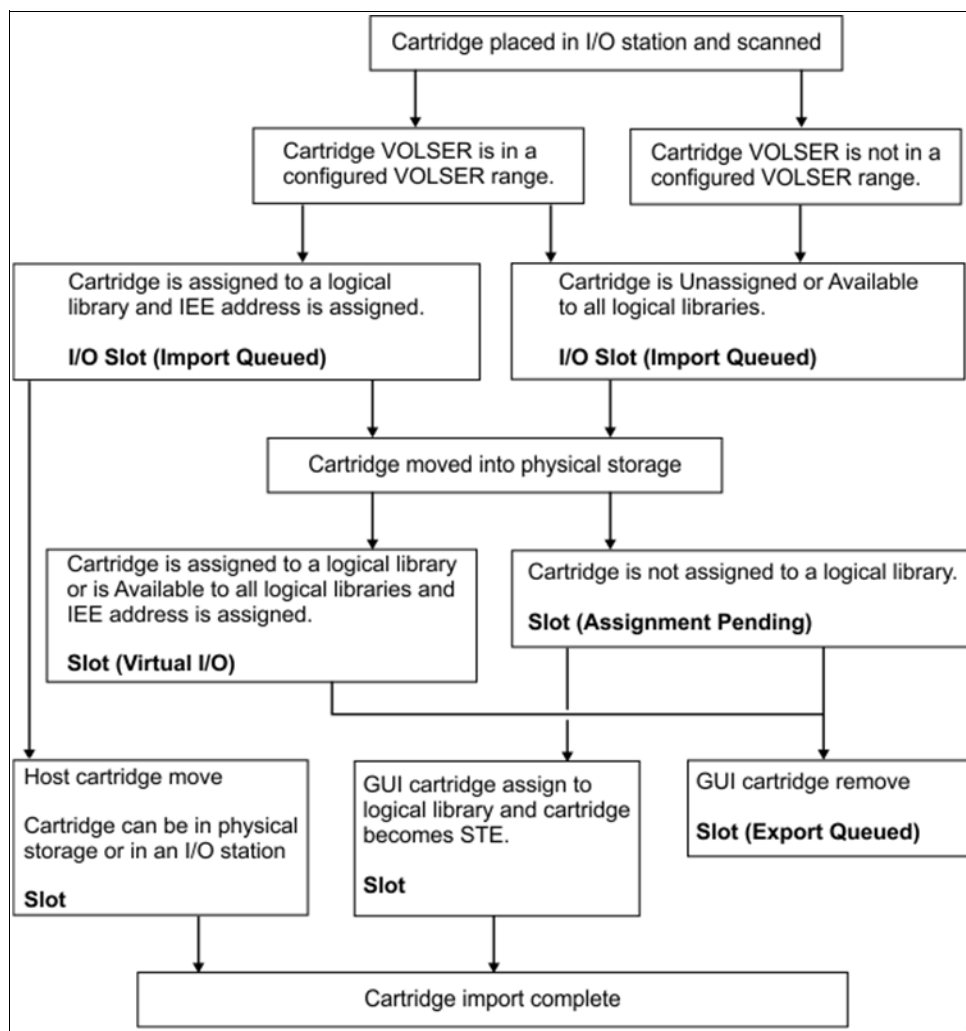 Cartridge placed in I/O station and scanned
Cartridge VOLSER is in a
configured VOLSER range.
Cartridge VOLSER is not in a
configured VOLSER range.
Cartridge is assigned to a logical
library and IEE address is assigned.
I/O Slot (Import Queued)
Cartridge is Unassigned or Available
to all logical libraries.
I/O Slot (Import Queued)
Cartridge moved into physical storage
Cartridge is assigned to a logical library
or is Available to all logical libraries and
IEE address is assigned.
Slot (Virtual I/O)
Cartridge is not assigned to a logical library.
Slot (Assignment Pending)
Host cartridge move
Cartridge can be in physical
storage or in an I/O station
Slot
GUI cartridge assign to
logical library and cartridge
becomes STE.
Slot
GUI cartridge remove
Slot (Export Queued)
Cartridge import complete